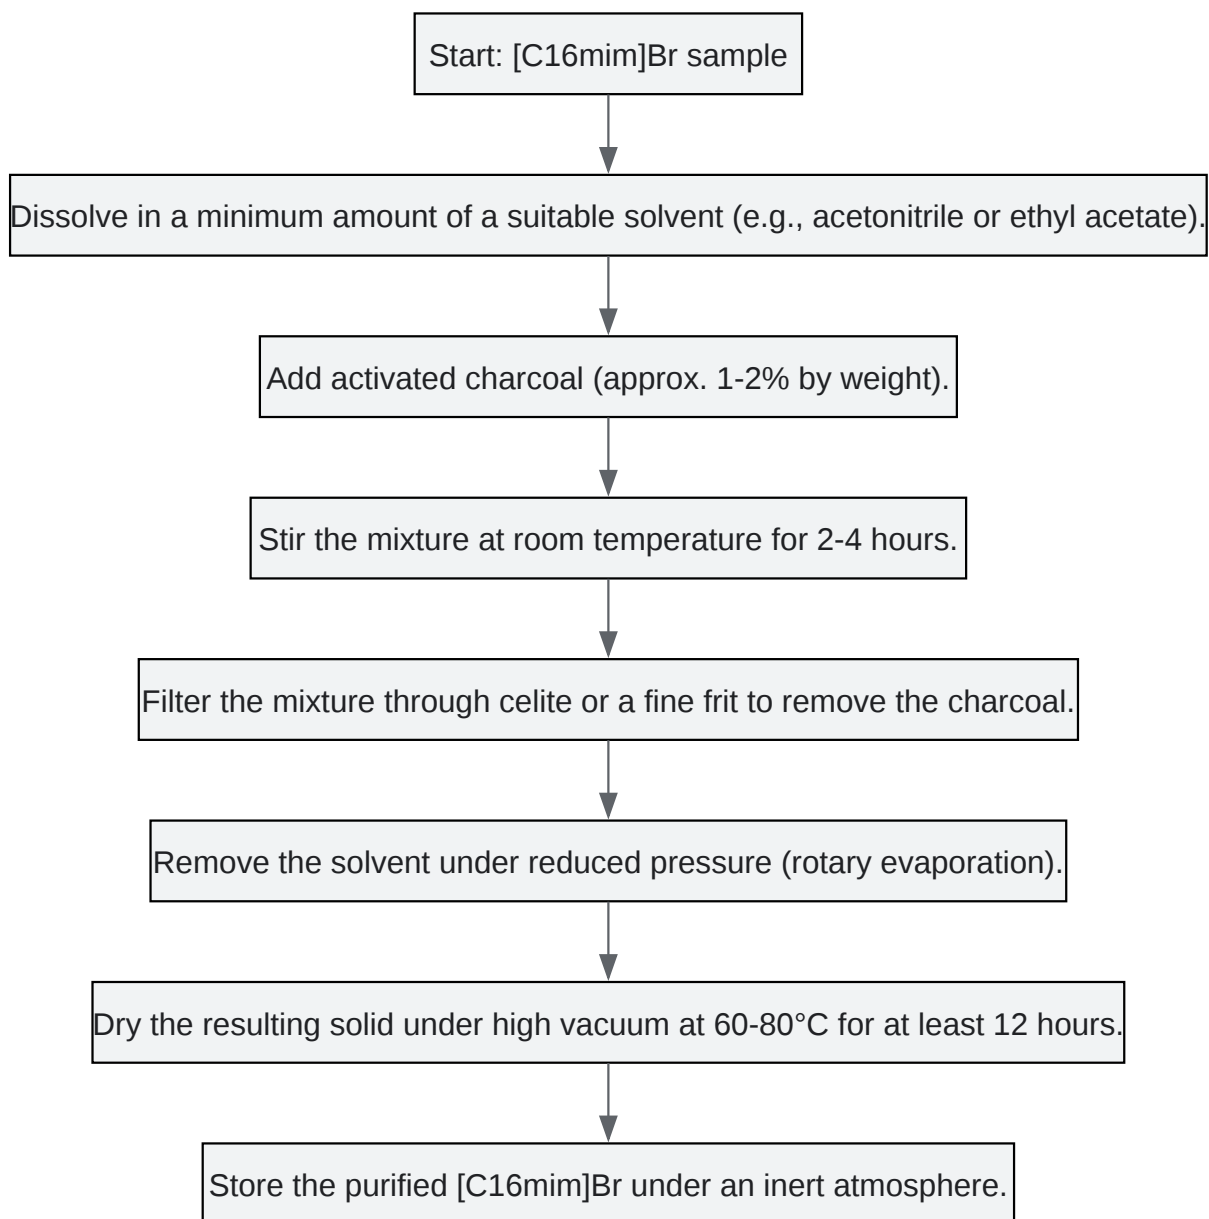 Start: [C16mim]Br sample
Dissolve in a minimum amount of a suitable solvent (e.g., acetonitrile or ethyl acetate).
Add activated charcoal (approx. 1-2% by weight).
Stir the mixture at room temperature for 2-4 hours.
Filter the mixture through celite or a fine frit to remove the charcoal.
Remove the solvent under reduced pressure (rotary evaporation).
Dry the resulting solid under high vacuum at 60-80°C for at least 12 hours.
Store the purified [C16mim]Br under an inert atmosphere.